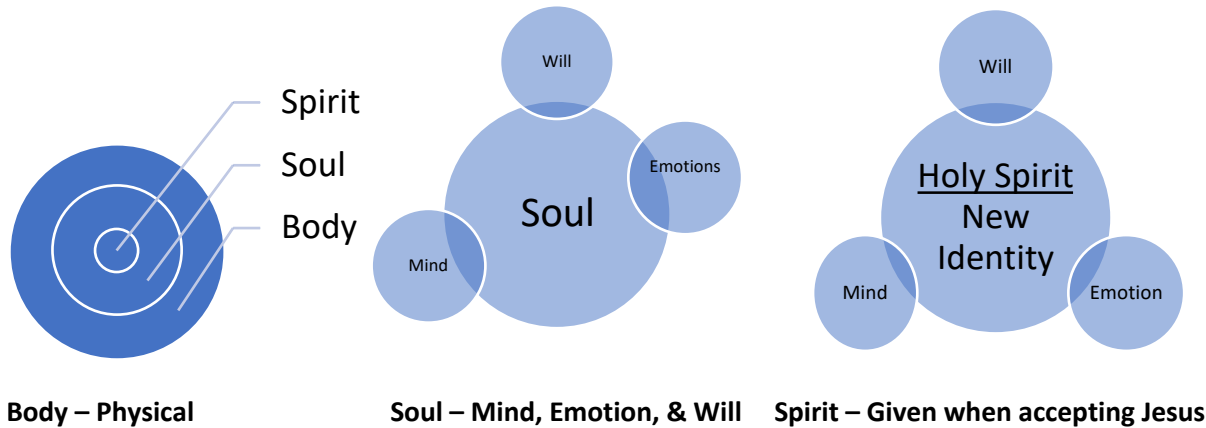 Spirit
Soul
Body
Will
Emotions
Soul
Mind
Will
Holy Spirit
New
Identity
Mind
Emotion
Body – Physical
Soul – Mind, Emotion, & Will
Spirit – Given when accepting Jesus